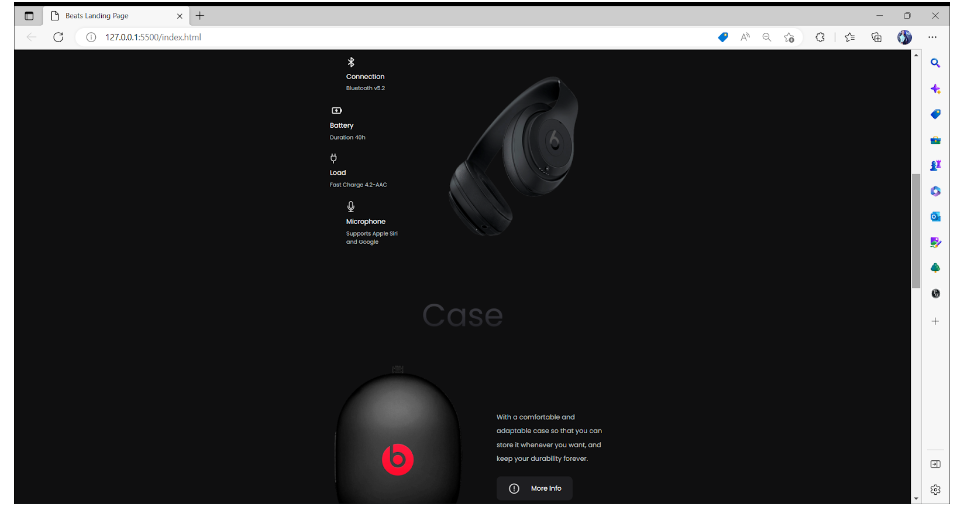 Beats Landing Page
127.0.0.1:5500/index.html
Connection
Bluetooth v5.2
Battery
Duration 40h
Load
Fast Charge 4.2-AAC
Microphone
Supports Apple Siri
and Google
Case
With a comfortable and
adaptable case so that you can
store it whenever you want, and
keep your durability forever.
More Info